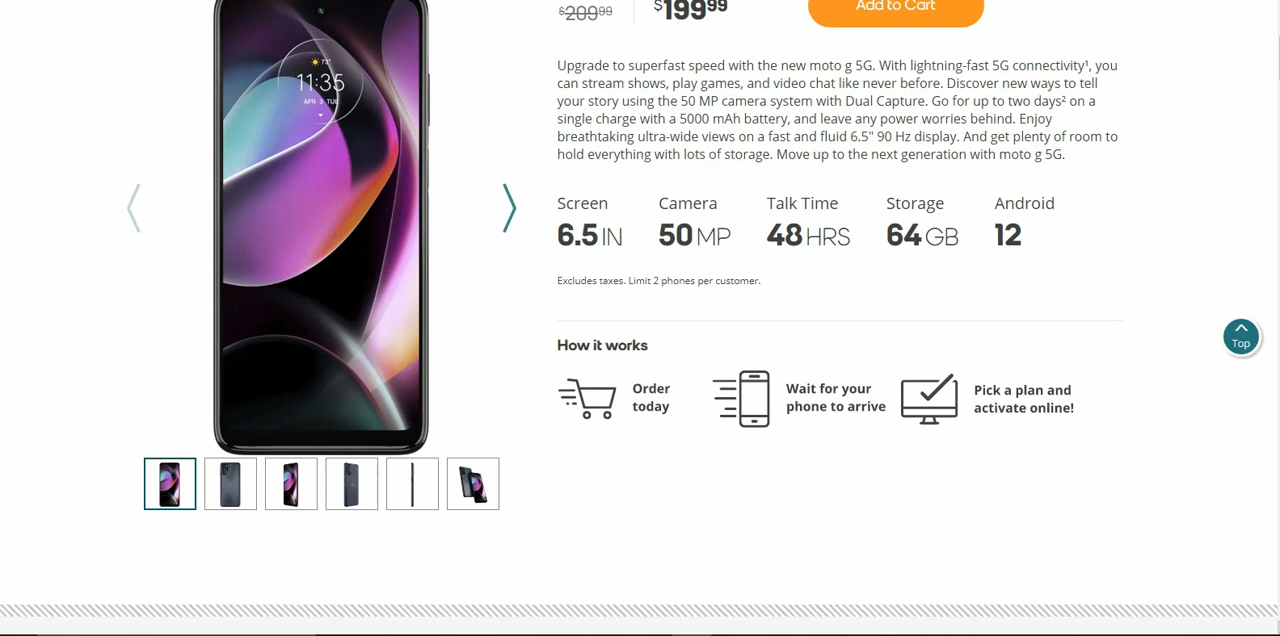 $20999
$19999
Add to Cart
Upgrade to superfast speed with the new moto g 5G. With lightning-fast 5G connectivity¹, you
can stream shows, play games, and video chat like never before. Discover new ways to tell
your story using the 50 MP camera system with Dual Capture. Go for up to two days² on a
single charge with a 5000 mAh battery, and leave any power worries behind. Enjoy
breathtaking ultra-wide views on a fast and fluid 6.5" 90 Hz display. And get plenty of room to
hold everything with lots of storage. Move up to the next generation with moto g 5G.
73°
11:35
APR 3 TUE
Screen
6.5 IN
Camera
50 MP
Talk Time
48 HRS
Storage
64 GB
Android
12
Excludes taxes. Limit 2 phones per customer.
How it works
Order
today
Wait for your
phone to arrive
Pick a plan and
activate online!
Top